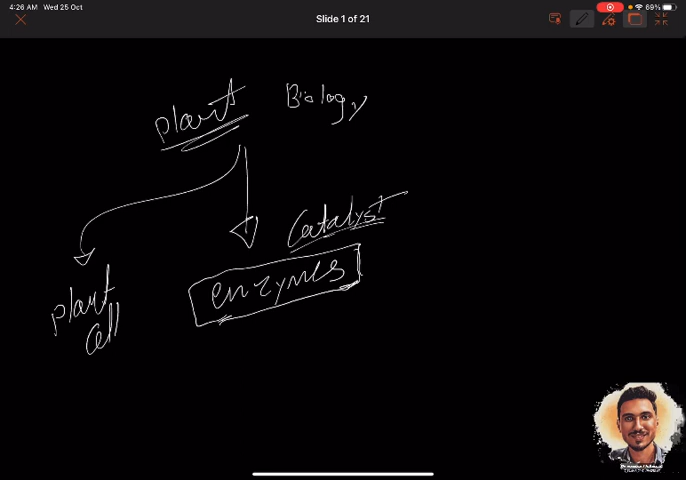 4:26 AM Wed 25 Oct
69%
Slide 1 of 21
plant Biology
Catalyst
enzymes
plant
cell